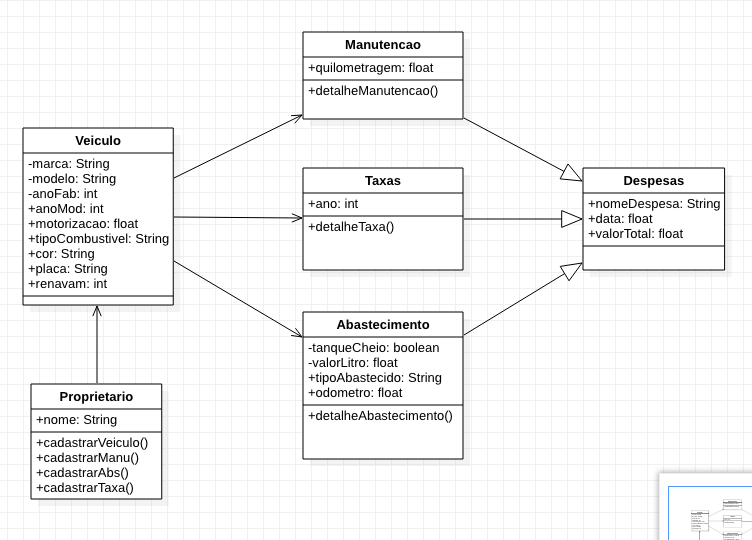 Manutencao
+quilometragem: float
+detalheManutencao()
Veiculo
-marca: String
-modelo: String
-anoFab: int
+anoMod: int
+motorizacao: float
+tipoCombustivel: String
+cor: String
+placa: String
+renavam: int
Taxas
+ano: int
+detalheTaxa()
Despesas
+nomeDespesa: String
+data: float
+valorTotal: float
Abastecimento
-tanqueCheio: boolean
-valorLitro: float
+tipoAbastecido: String
+odometro: float
+detalheAbastecimento()
Proprietario
+nome: String
+cadastrarVeiculo()
+cadastrarManu()
+cadastrarAbs()
+cadastrarTaxa()